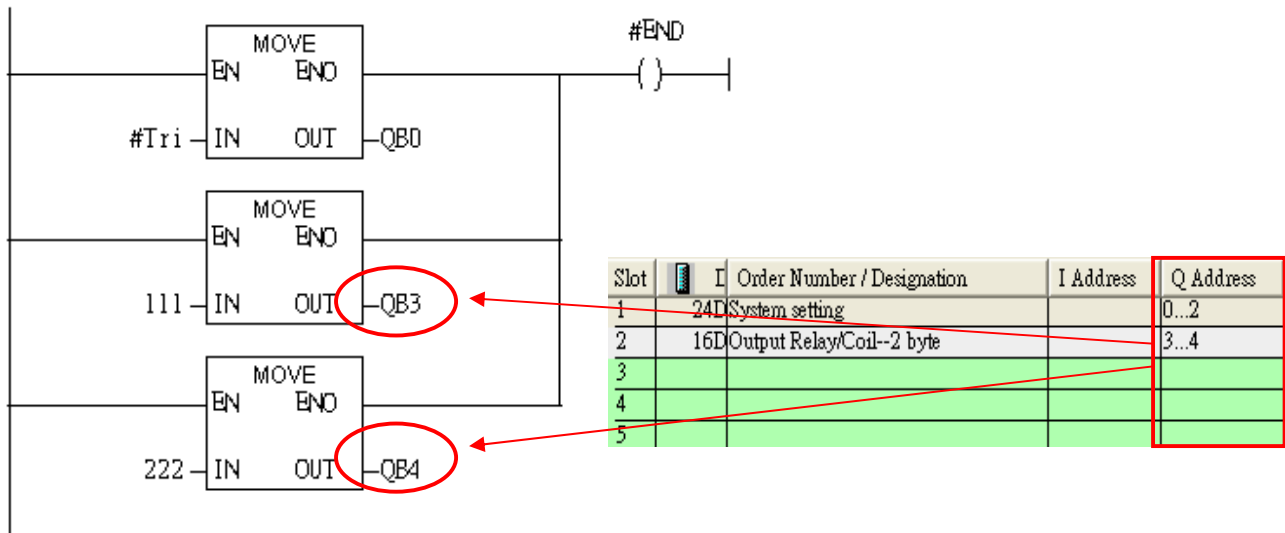 #END
MOVE
EN ENO
#Tri IN OUT QB0
MOVE
EN ENO
111 IN OUT QB3
MOVE
EN ENO
222 IN OUT QB4
Slot D Order Number / Designation I Address Q Address
1 24D System setting 0...2
2 16D Output Relay/Coil--2 byte 3...4
3
4
5